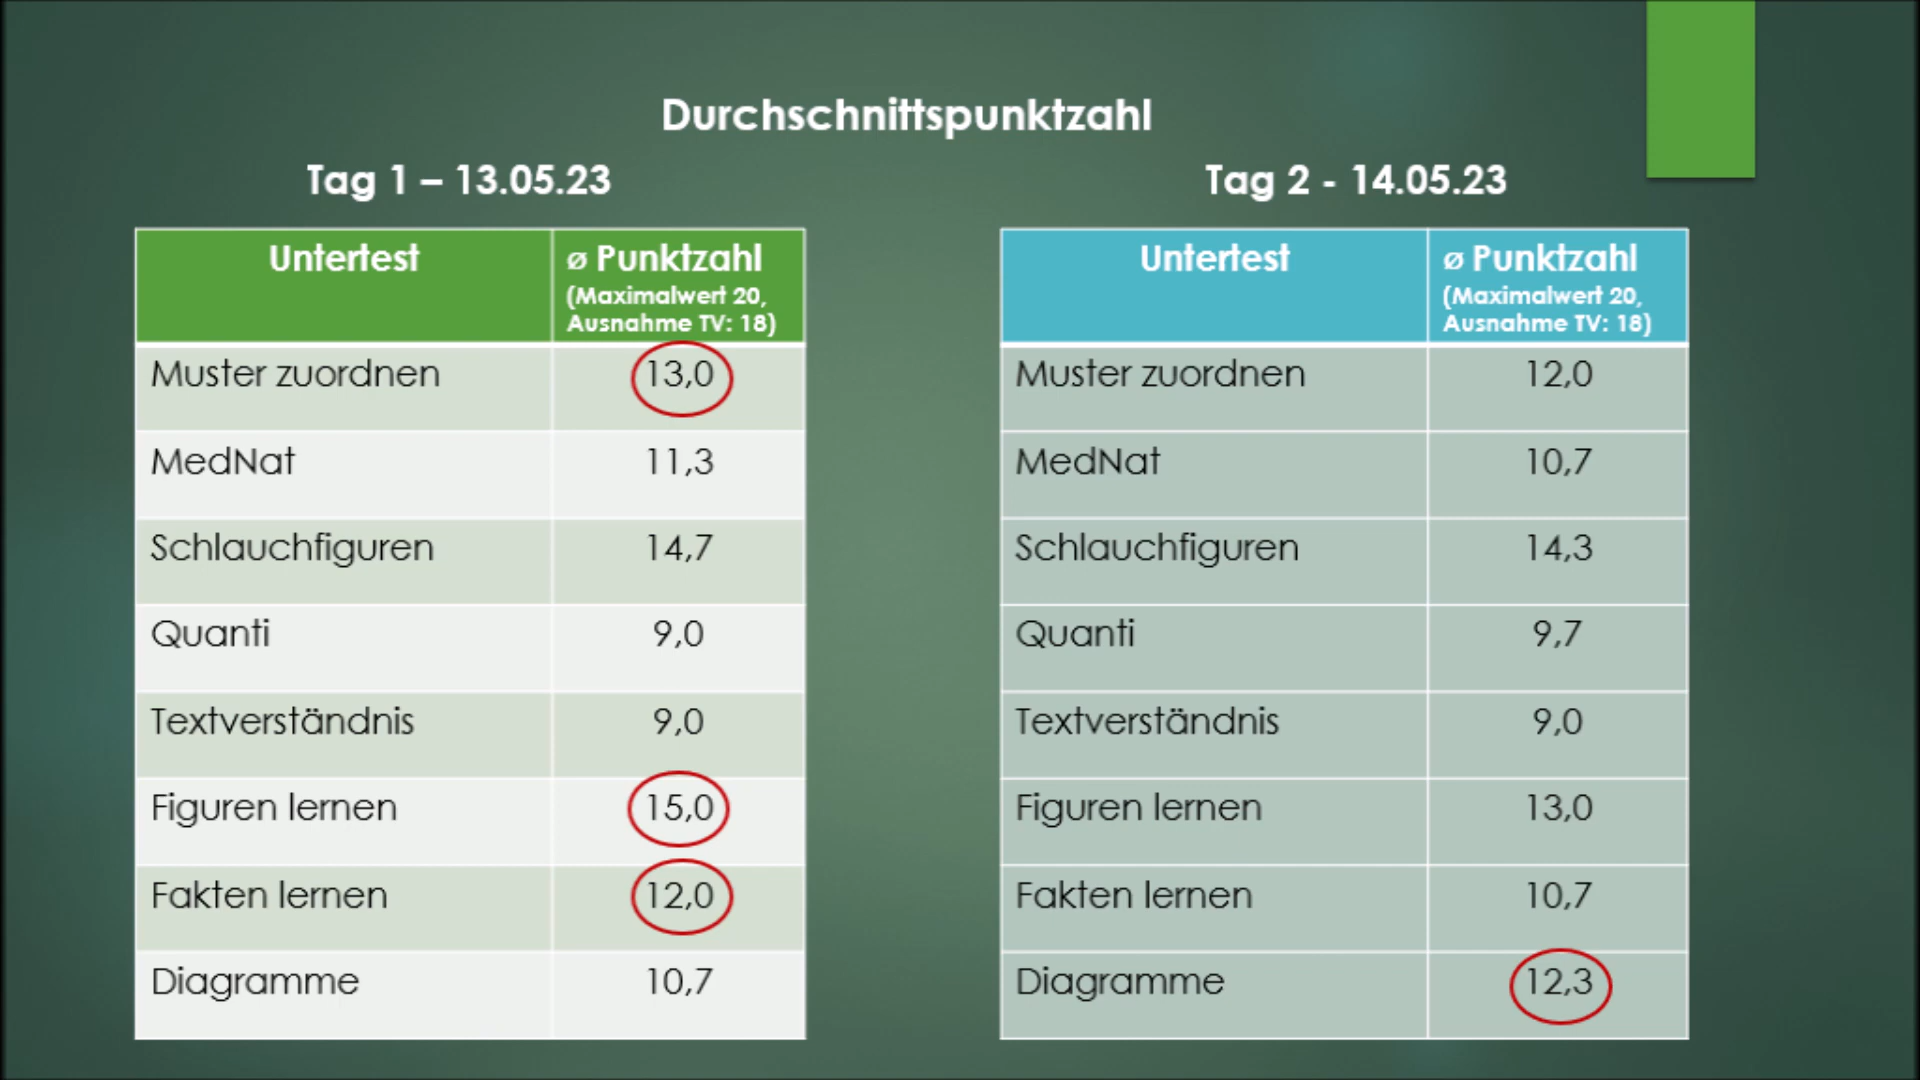 Durchschnittspunktzahl
Tag 1 – 13.05.23
Untertest ø Punktzahl
(Maximalwert 20,
Ausnahme TV: 18)
Muster zuordnen 13,0
MedNat 11,3
Schlauchfiguren 14,7
Quanti 9,0
Textverständnis 9,0
Figuren lernen 15,0
Fakten lernen 12,0
Diagramme 10,7
Tag 2 - 14.05.23
Untertest ø Punktzahl
(Maximalwert 20,
Ausnahme TV: 18)
Muster zuordnen 12,0
MedNat 10,7
Schlauchfiguren 14,3
Quanti 9,7
Textverständnis 9,0
Figuren lernen 13,0
Fakten lernen 10,7
Diagramme 12,3